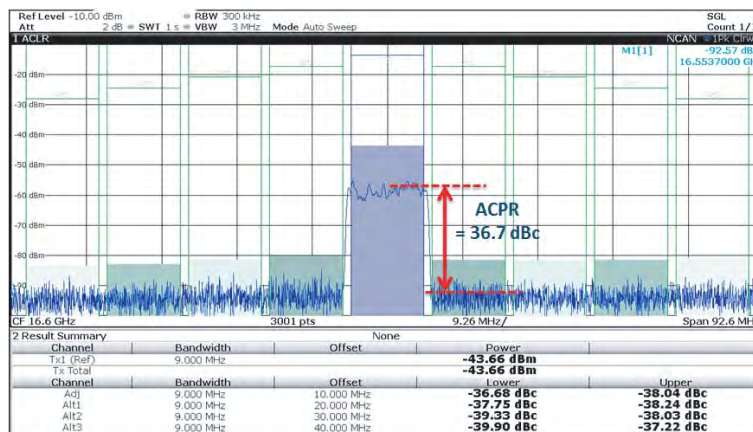 Ref Level -10.00 dBm RBW 300 kHz SGL
Att 2 dB SWT 1 s VBW 3 MHz Mode Auto Sweep Count 1/
1 ACLR NCAN 1Pk Clrw
M1[1] -92.57 dBm
16.5537000 GHz
-20 dBm
-30 dBm
-40 dBm
-50 dBm
-60 dBm
-70 dBm
-80 dBm
ACPR
= 36.7 dBc
CF 16.6 GHz 3001 pts 9.26 MHz/ Span 92.6 MHz
2 Result Summary None
Channel Bandwidth Offset Power
Tx1 (Ref) 9.000 MHz -43.66 dBm
Tx Total -43.66 dBm
Channel Bandwidth Offset Lower Upper
Adj 9.000 MHz 10.000 MHz -36.68 dBc -38.04 dBc
Alt1 9.000 MHz 20.000 MHz -37.75 dBc -38.24 dBc
Alt2 9.000 MHz 30.000 MHz -39.33 dBc -38.03 dBc
Alt3 9.000 MHz 40.000 MHz -39.90 dBc -37.22 dBc